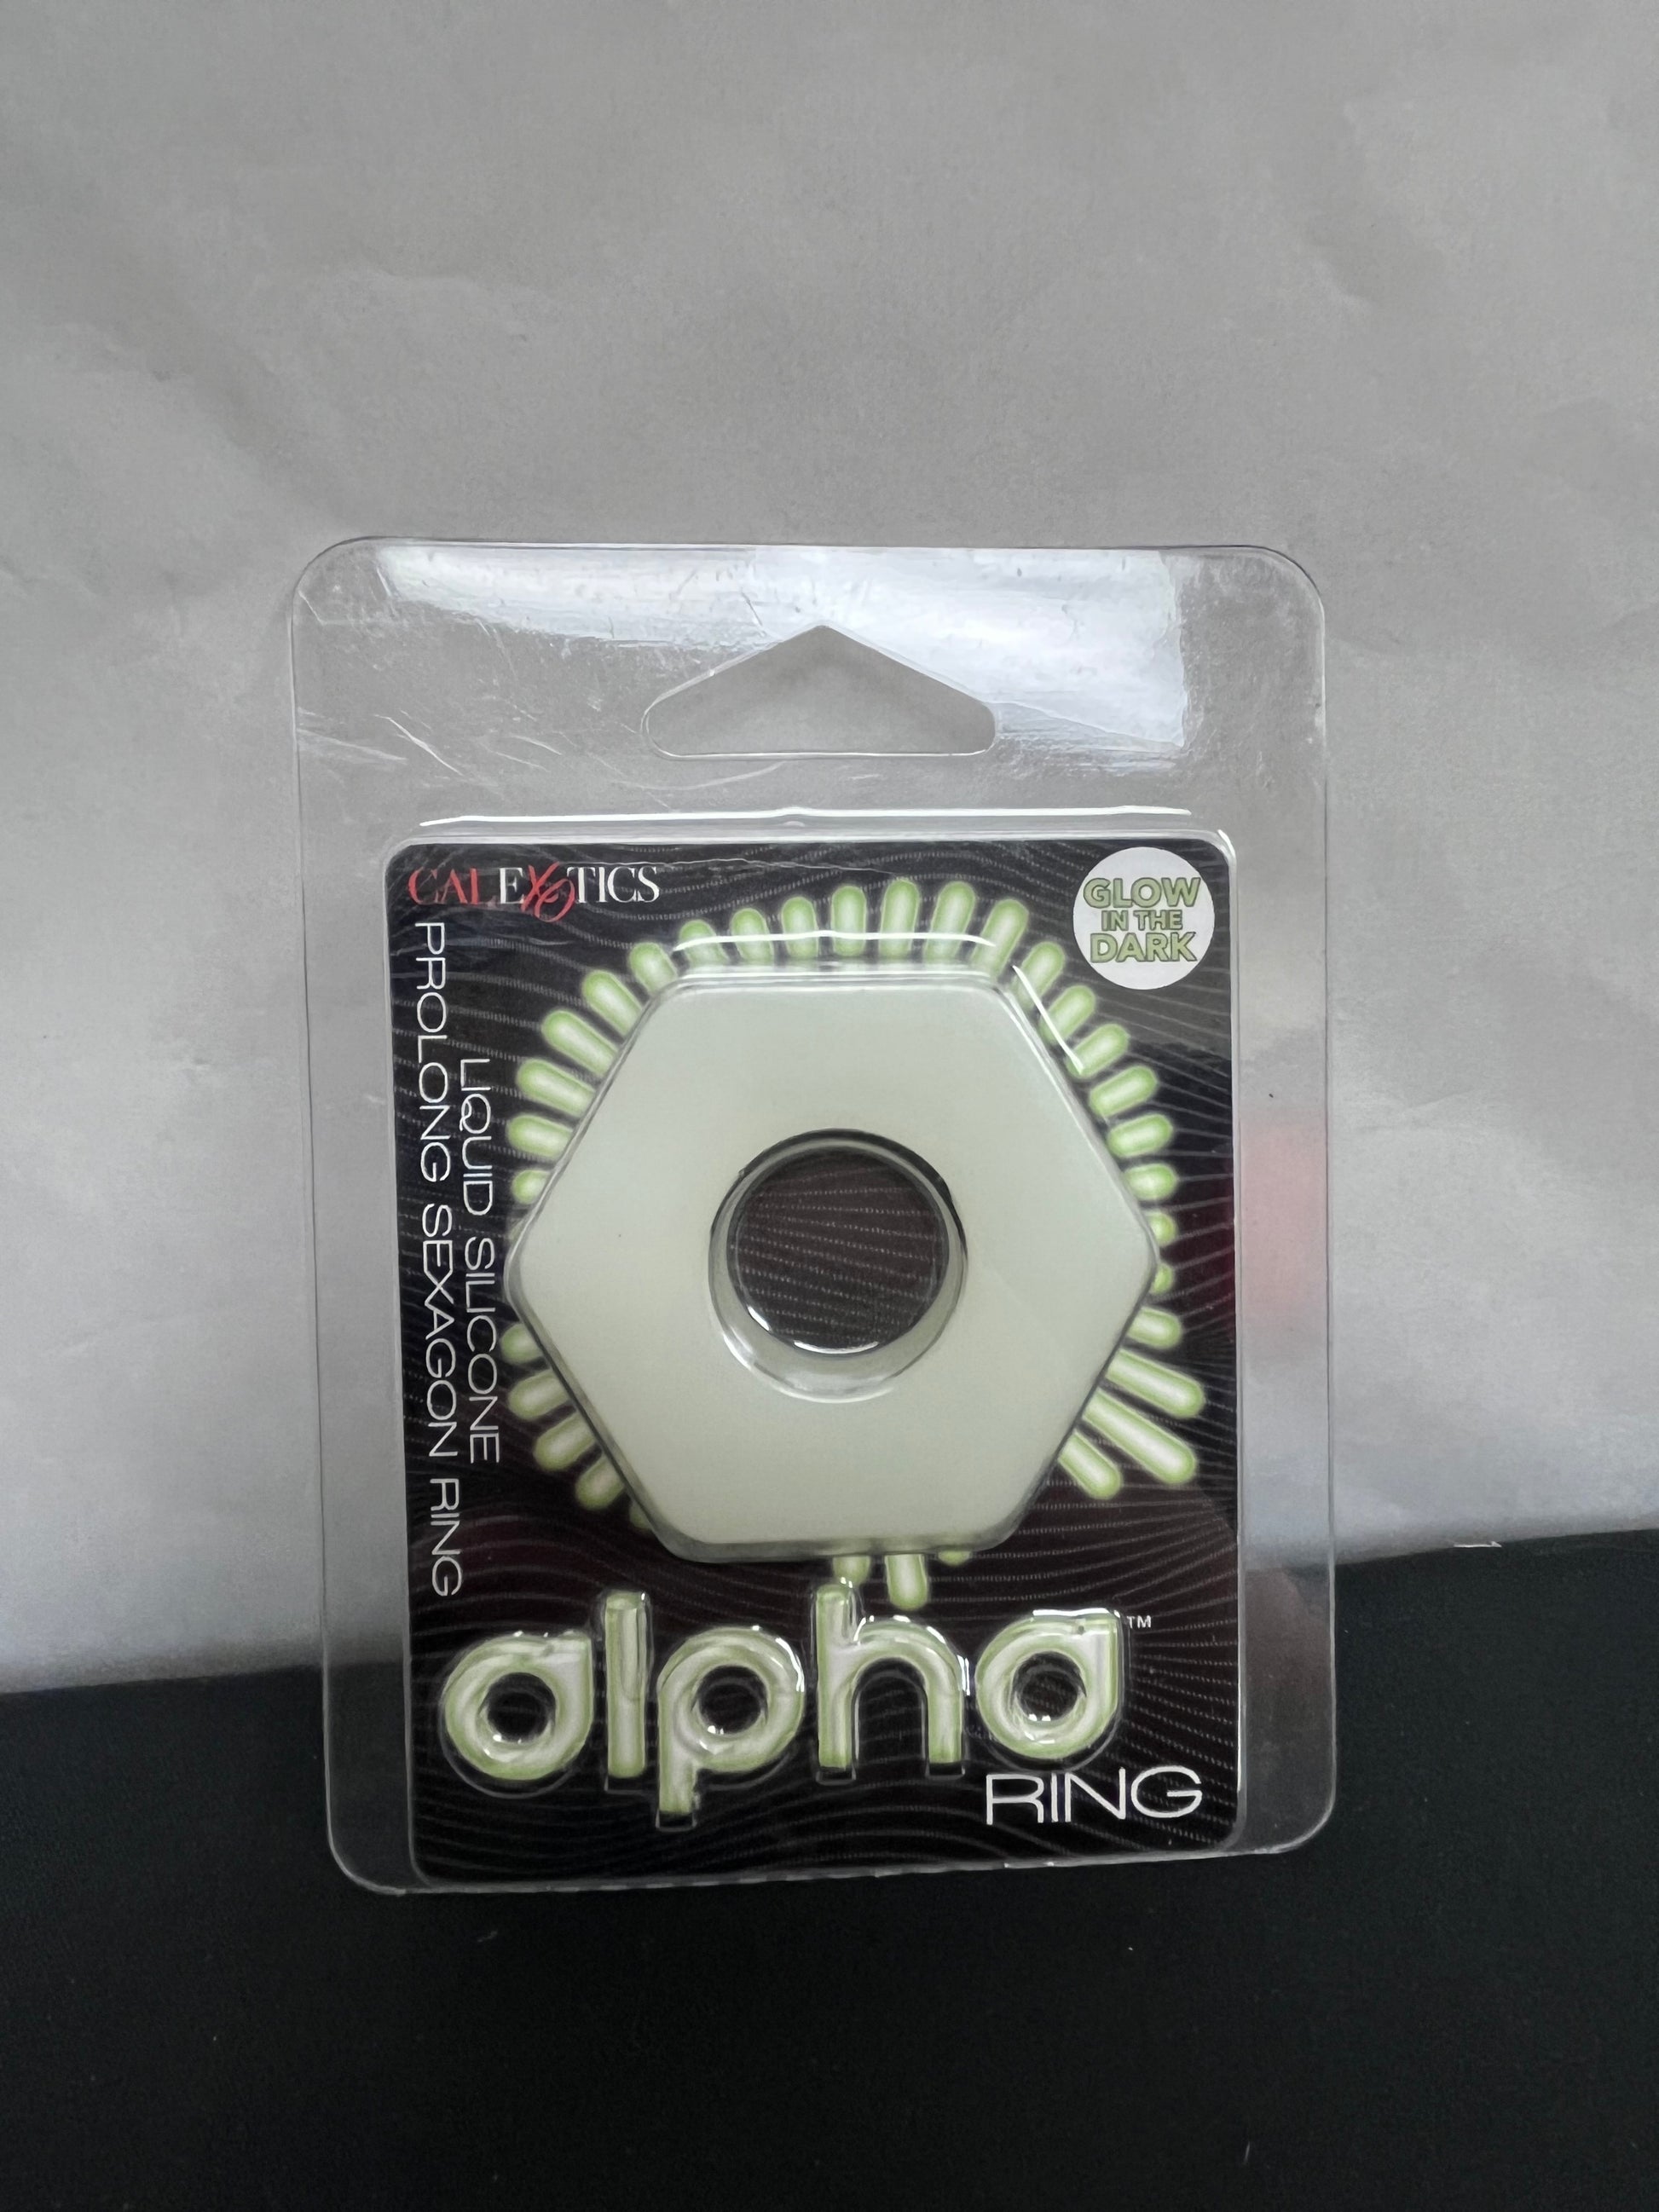 CALEXOTICS
GLOW
IN THE
DARK
LIQUID SILICONE
PROLONG SEXAGON RING
alpha™
RING